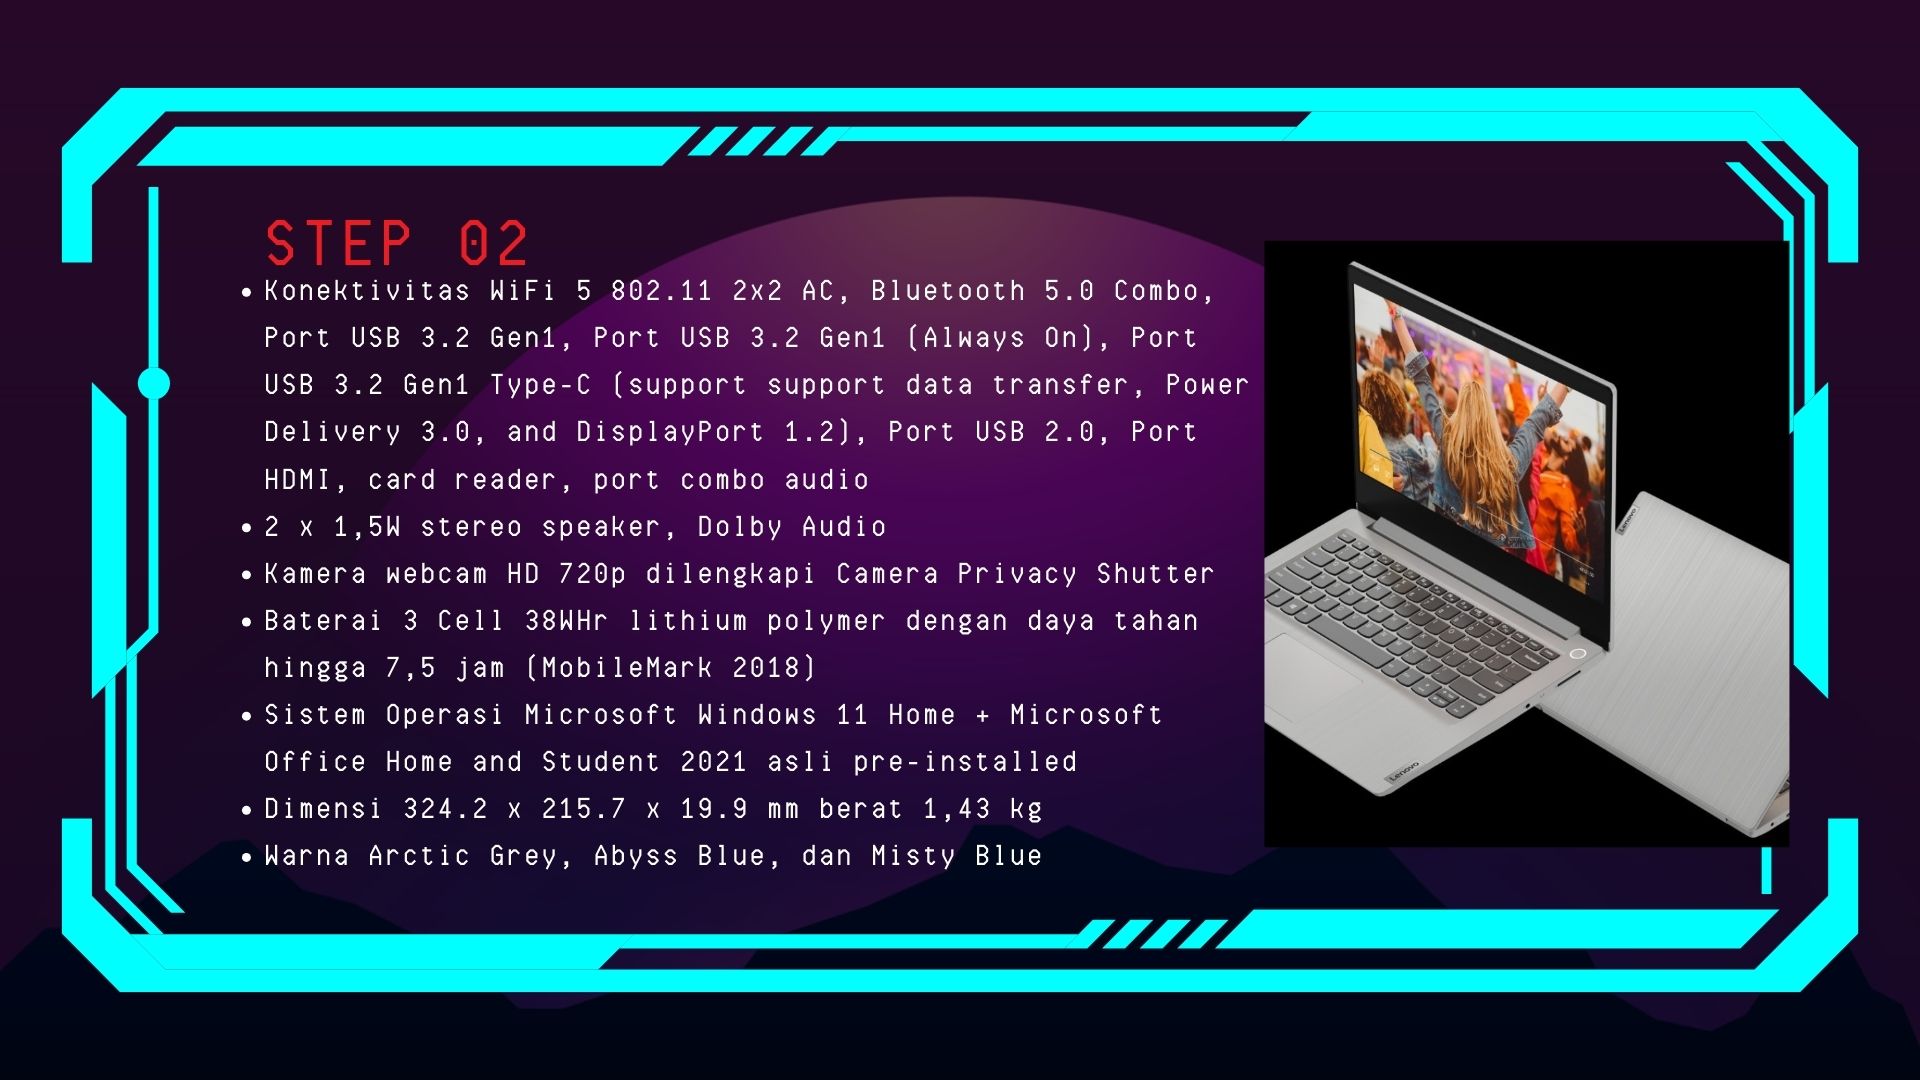 STEP 02
• Konektivitas WiFi 5 802.11 2x2 AC, Bluetooth 5.0 Combo,
Port USB 3.2 Gen1, Port USB 3.2 Gen1 (Always On), Port
USB 3.2 Gen1 Type-C (support support data transfer, Power
Delivery 3.0, and DisplayPort 1.2), Port USB 2.0, Port
HDMI, card reader, port combo audio
• 2 x 1,5W stereo speaker, Dolby Audio
• Kamera webcam HD 720p dilengkapi Camera Privacy Shutter
• Baterai 3 Cell 38WHr lithium polymer dengan daya tahan
hingga 7,5 jam (MobileMark 2018)
• Sistem Operasi Microsoft Windows 11 Home + Microsoft
Office Home and Student 2021 asli pre-installed
• Dimensi 324.2 x 215.7 x 19.9 mm berat 1,43 kg
• Warna Arctic Grey, Abyss Blue, dan Misty Blue
Lenovo
Lenovo